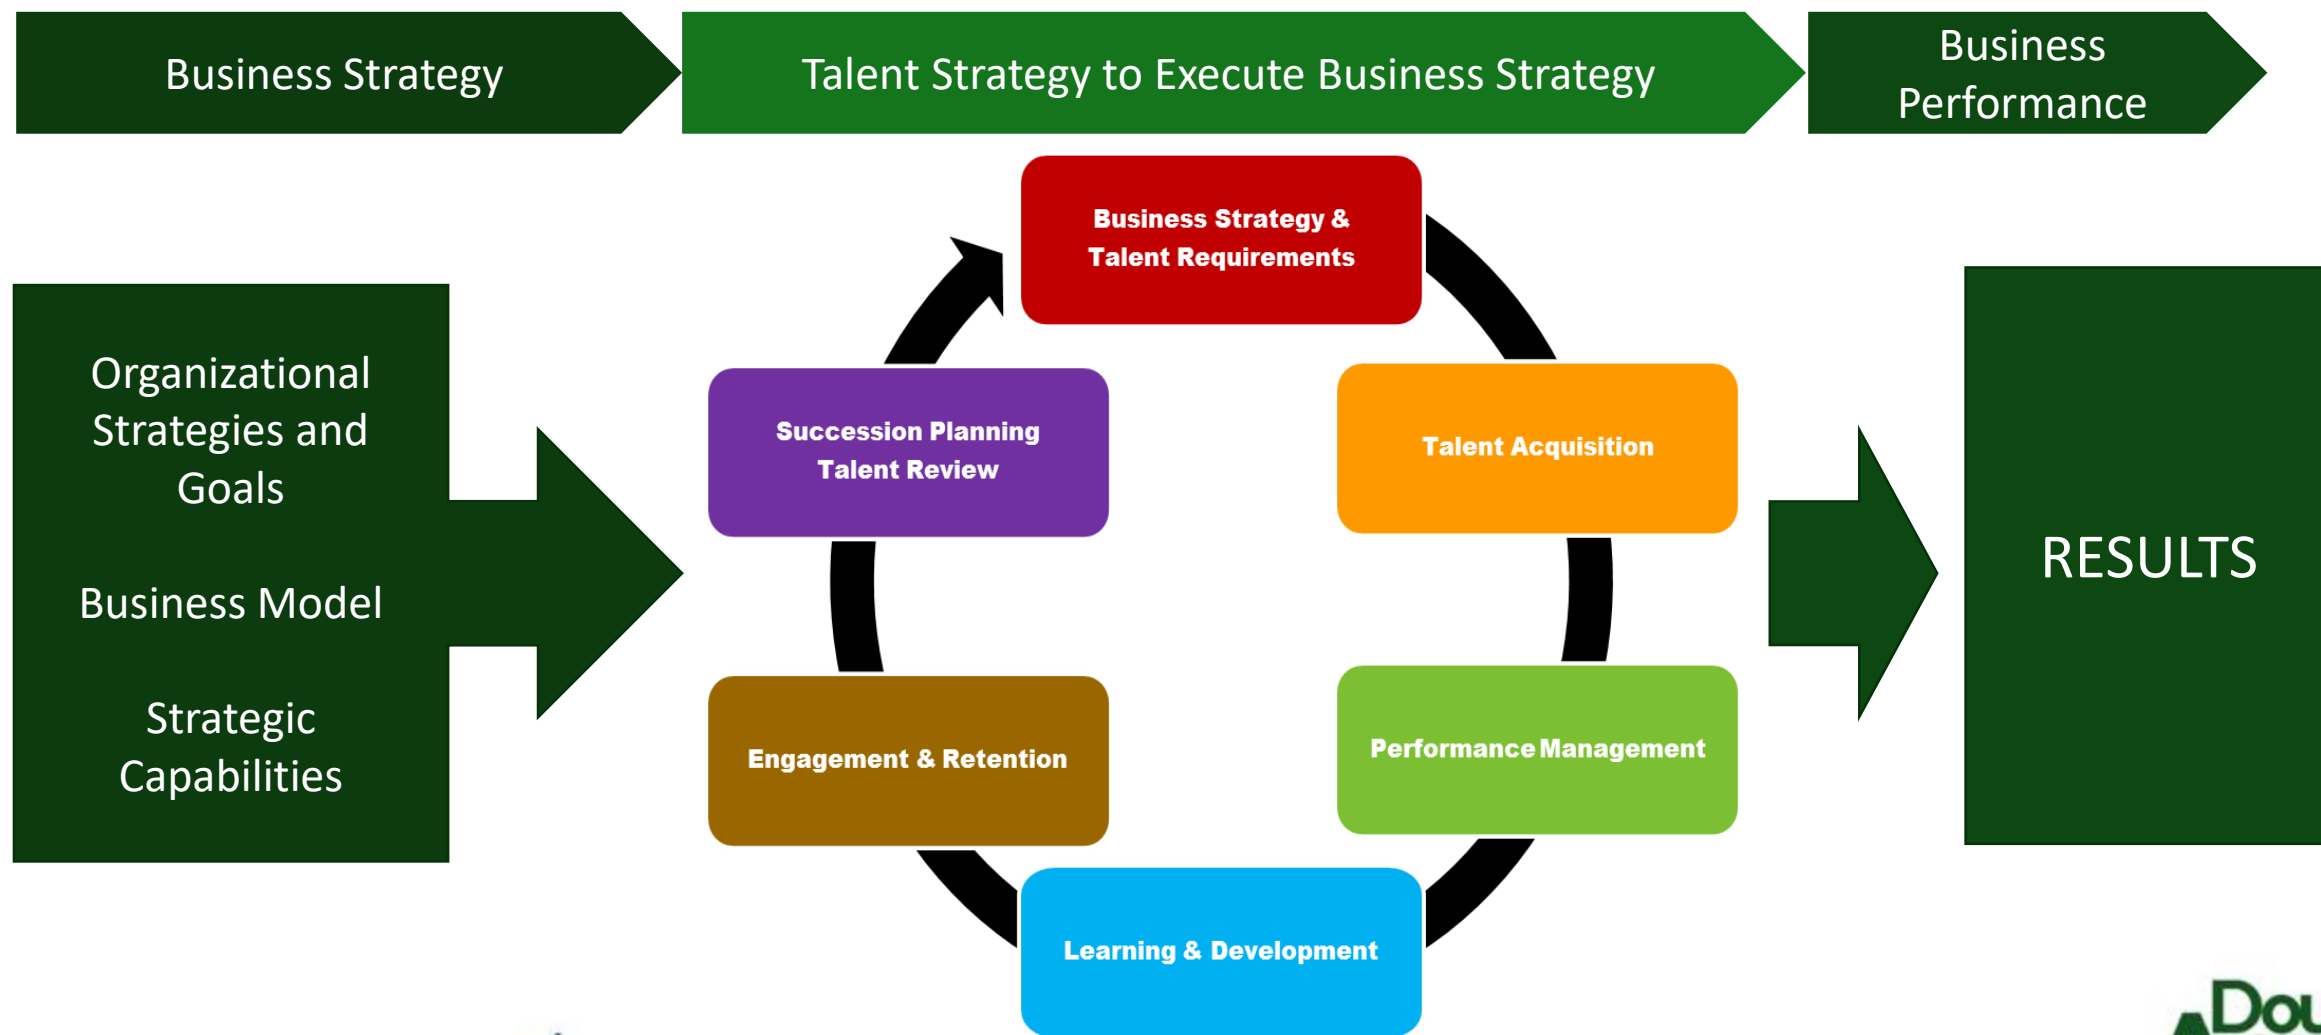 Business Strategy
Talent Strategy to Execute Business Strategy
Business
Performance
Organizational
Strategies and
Goals
Business Model
Strategic
Capabilities
Business Strategy &
Talent Requirements
Talent Acquisition
Performance Management
Learning & Development
Engagement & Retention
Succession Planning
Talent Review
RESULTS